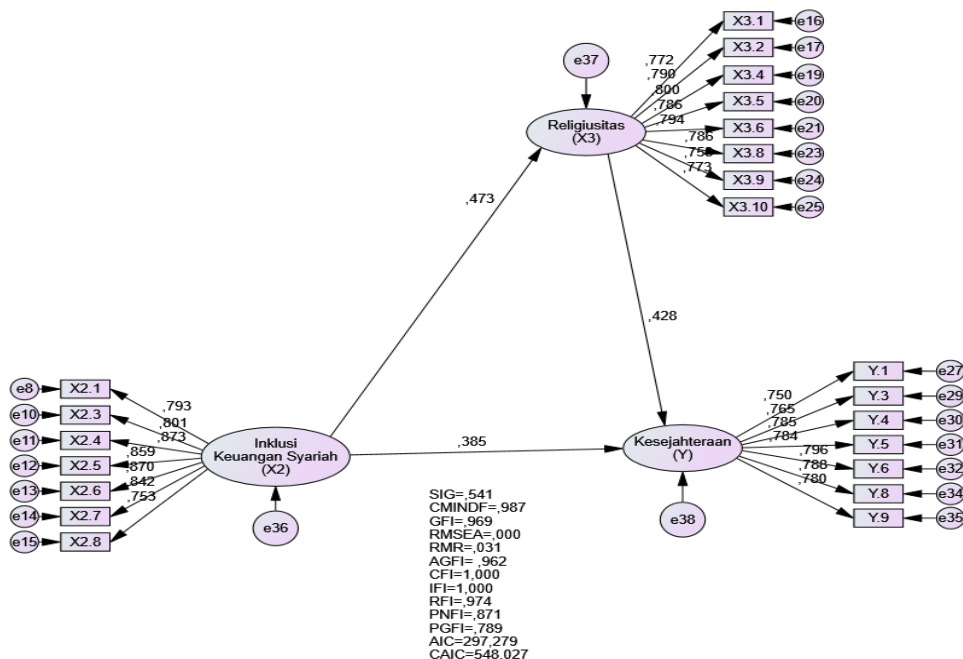 X3.1
e16
X3.2
e17
e37
,772
,790
X3.4
e19
,800
,786
X3.5
e20
,794
Religiusitas
(X3)
X3.6
e21
,786
X3.8
e23
X3.9
e24
,773
X3.10
e25
,473
,428
e8
X2.1
e10
X2.3
e11
X2.4
e12
X2.5
e13
X2.6
e14
X2.7
e15
X2.8
,793
,801
,873
,859
,870
,842
,753
Inklusi
Keuangan Syariah
(X2)
,385
e36
Kesejahteraan
(Y)
e38
,750
,765
,785
,784
,796
,788
,780
Y.1
e27
Y.3
e29
Y.4
e30
Y.5
e31
Y.6
e32
Y.8
e34
Y.9
e35
SIG=,541
CMINDF=,987
GFI=,969
RMSEA=,000
RMR=,031
AGFI= ,962
CFI=1,000
IFI=1,000
RFI=,974
PNFI=,871
PGFI=,789
AIC=297,279
CAIC=548,027